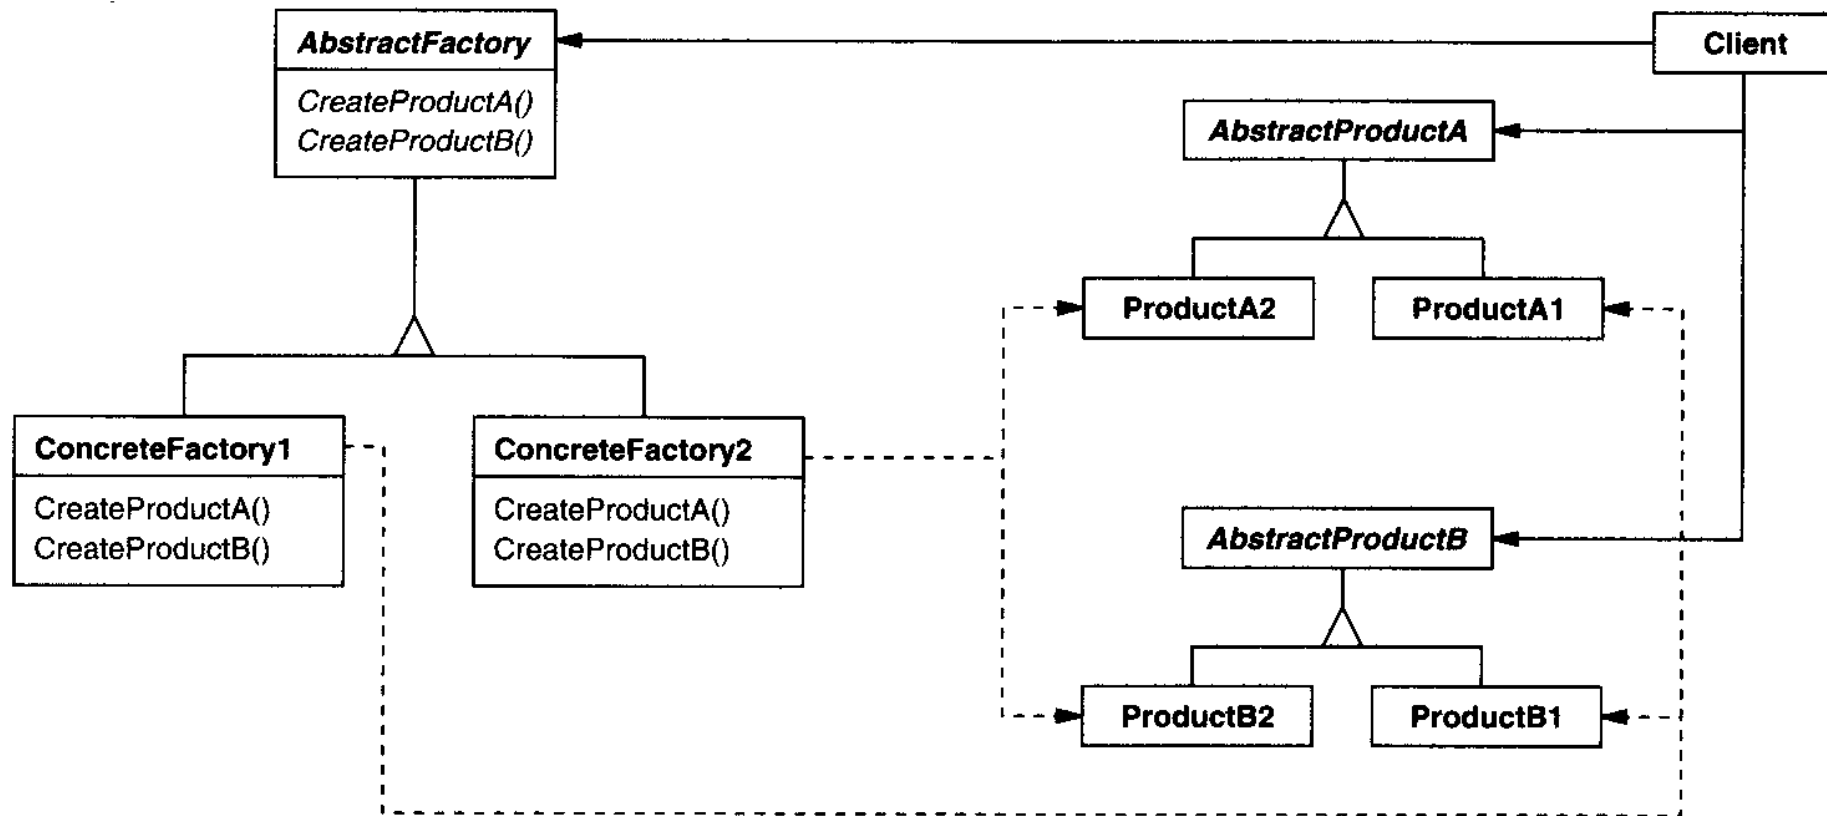 AbstractFactory
CreateProductA()
CreateProductB()
Client
AbstractProductA
ProductA2
ProductA1
ConcreteFactory1
CreateProductA()
CreateProductB()
ConcreteFactory2
CreateProductA()
CreateProductB()
AbstractProductB
ProductB2
ProductB1